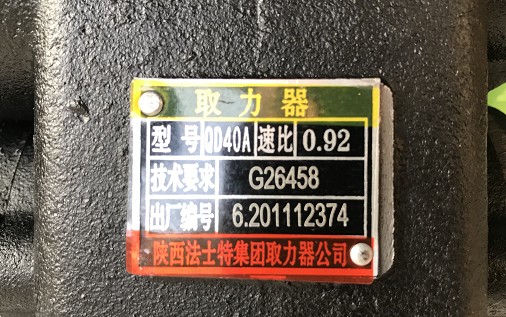 取力器
型号 QD40A 速比 0.92
技术要求 G26458
出厂编号 6.201112374
陕西法士特集团取力器公司